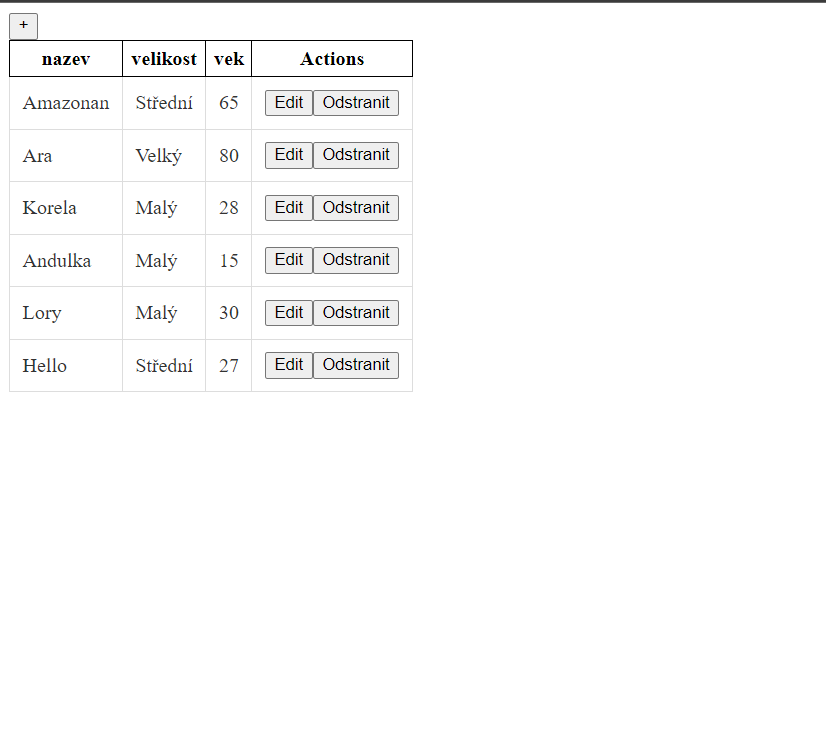 +
nazev velikost vek Actions
Amazonan Střední 65 Edit Odstranit
Ara Velký 80 Edit Odstranit
Korela Malý 28 Edit Odstranit
Andulka Malý 15 Edit Odstranit
Lory Malý 30 Edit Odstranit
Hello Střední 27 Edit Odstranit